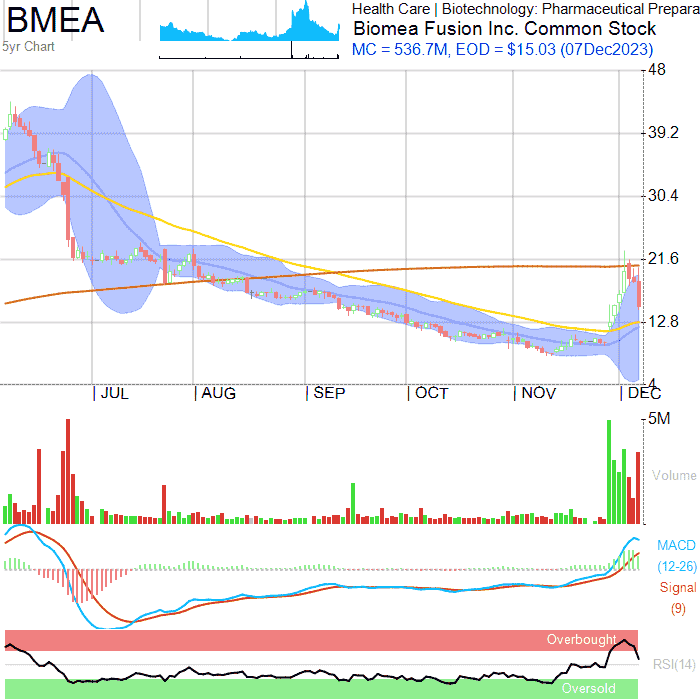 BMEA
5yr Chart
Health Care | Biotechnology: Pharmaceutical Prepara
Biomea Fusion Inc. Common Stock
MC = 536.7M, EOD = $15.03 (07Dec2023)
48
39.2
30.4
21.6
12.8
4
JUL AUG SEP OCT NOV DEC
5M
Volume
MACD
(12-26)
Signal
(9)
Overbought
RSI(14)
Oversold